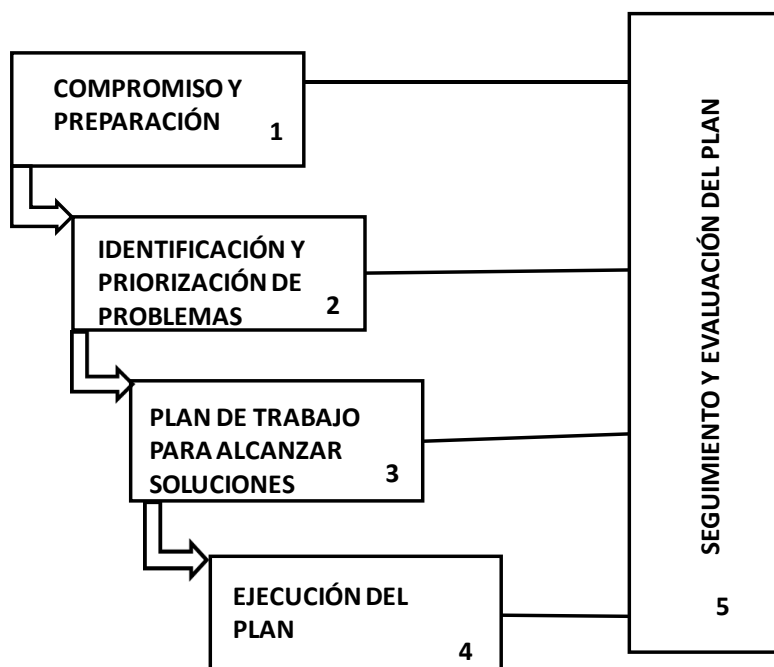 COMPROMISO Y
PREPARACIÓN
1
IDENTIFICACIÓN Y
PRIORIZACIÓN DE
PROBLEMAS
2
PLAN DE TRABAJO
PARA ALCANZAR
SOLUCIONES
3
EJECUCIÓN DEL
PLAN
4
SEGUIMIENTO Y EVALUACIÓN DEL PLAN
5